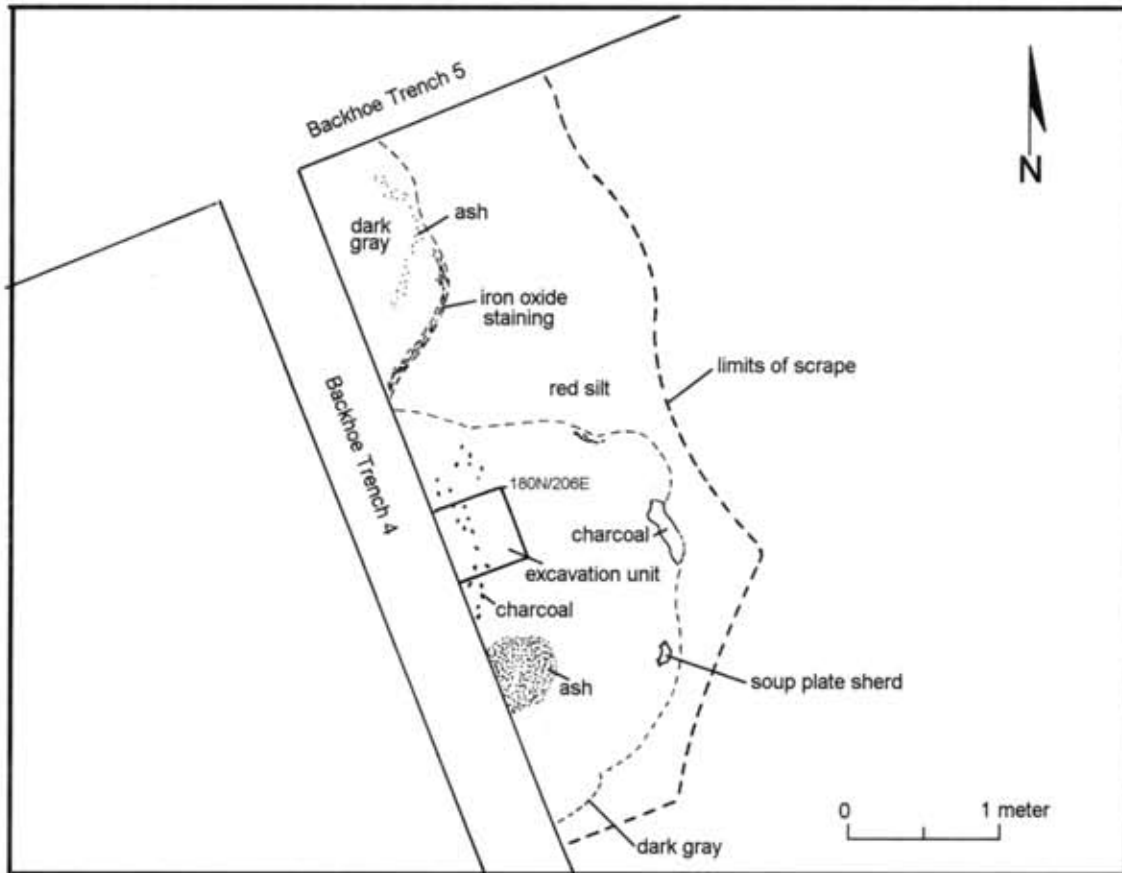 Backhoe Trench 5
N
dark
gray
ash
iron oxide
staining
limits of scrape
red silt
Backhoe Trench 4
180N/206E
charcoal
excavation unit
charcoal
ash
soup plate sherd
0 1 meter
dark gray